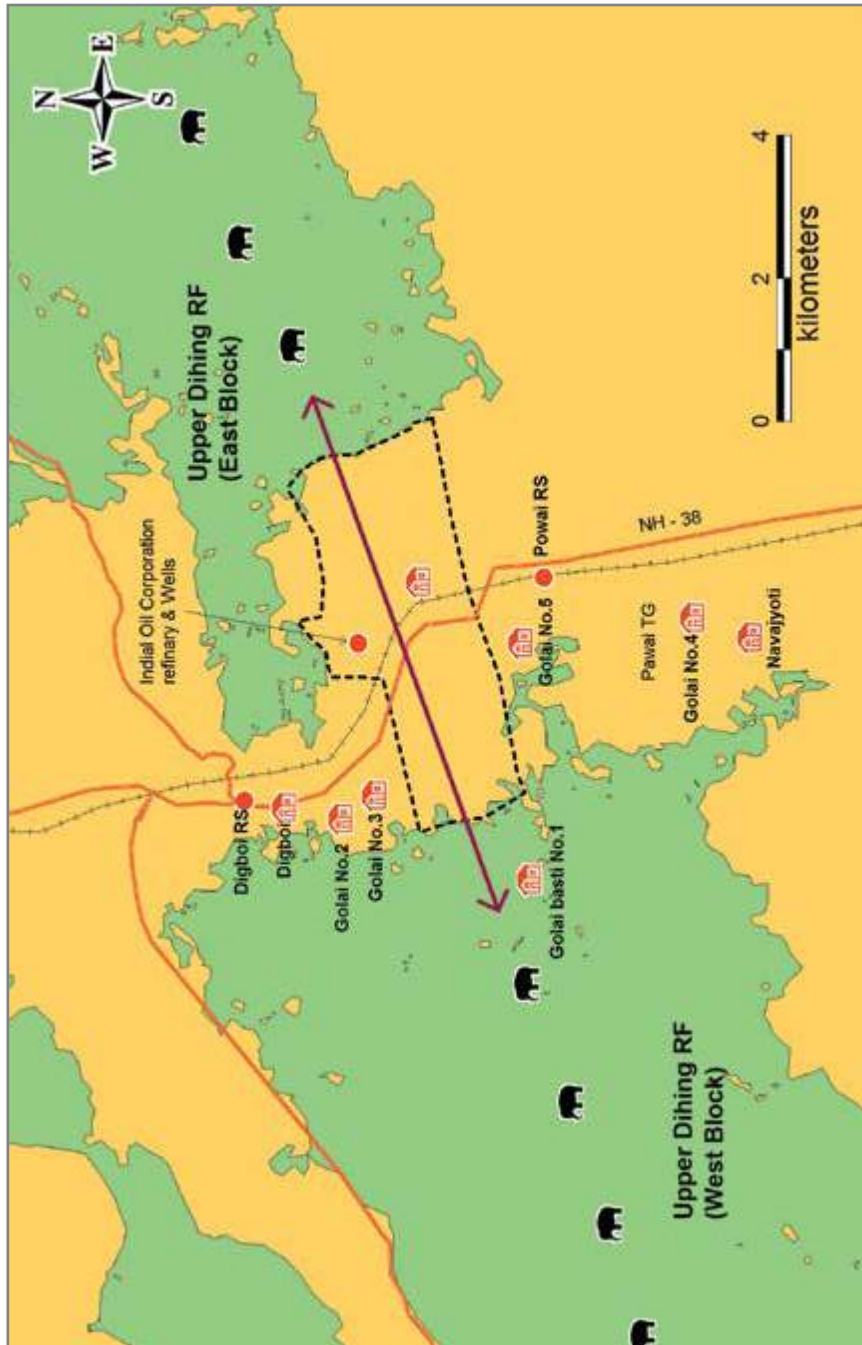 N
E
W
S
Upper Dihing RF
(East Block)
Indial Oil Corporation
refinary & Wells
Digboi RS
Digboi
Golai No.2
Golai No.3
Golai basti No.1
Golai No.5
Powai RS
NH - 38
Pawai TG
Golai No.4
Navajyoti
Upper Dihing RF
(West Block)
0 2 4
kilometers